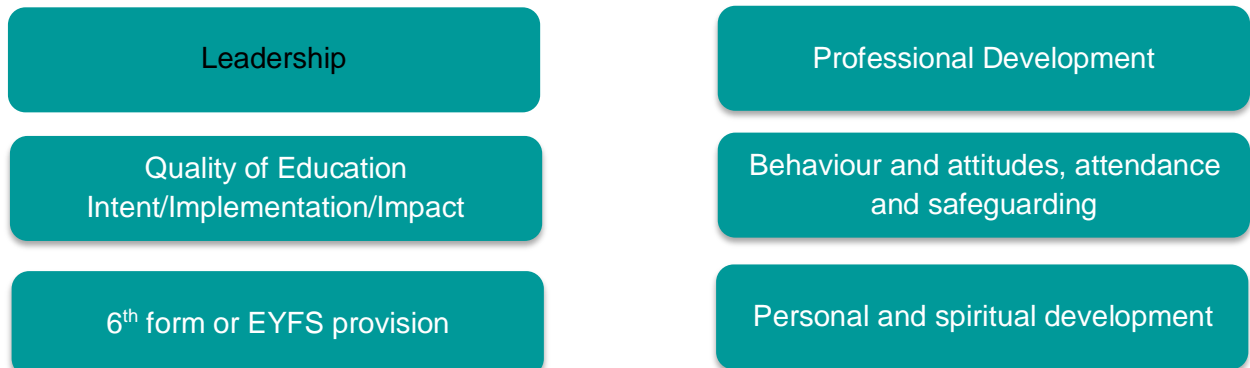 Leadership
Professional Development
Quality of Education
Intent/Implementation/Impact
Behaviour and attitudes, attendance
and safeguarding
6th form or EYFS provision
Personal and spiritual development